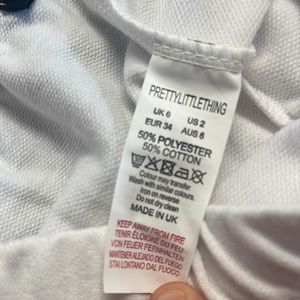 PRETTYLITTLETHING
UK 6 US 2
EUR 34 AUS 6
50% POLYESTER
50% COTTON
Colour may transfer
Wash with similar colours.
Iron on reverse
Do not dry clean
MADE IN UK
KEEP AWAY FROM FIRE
TENIR ÉLOIGNÉ DU FEU
VON FEUER FERNHALTEN
MANTENER ALEJADO DEL FUEGO
STAI LONTANO DAL FUOCO